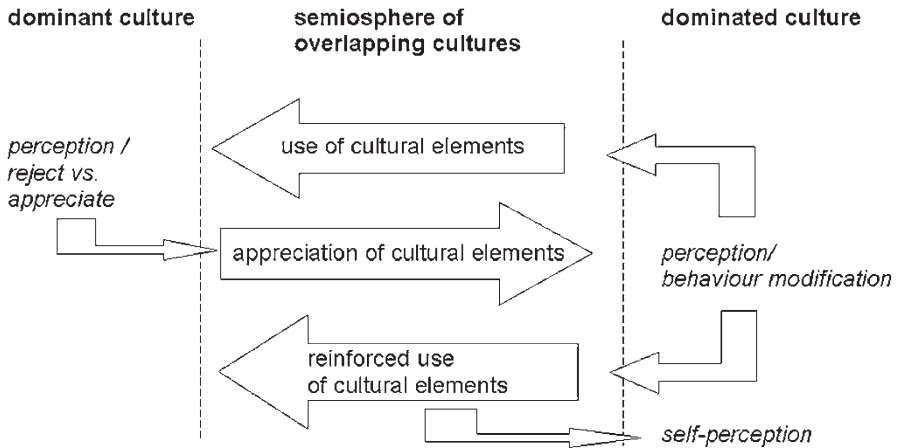 dominant culture
semiosphere of
overlapping cultures
dominated culture
use of cultural elements
perception /
reject vs.
appreciate
appreciation of cultural elements
perception/
behaviour modification
reinforced use
of cultural elements
self-perception